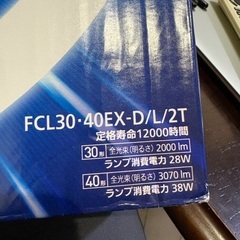 FCL30・40EX-D/L/2T
定格寿命12000時間
30形 全光束(明るさ) 2000 lm
ランプ消費電力 28W
40形 全光束(明るさ) 3070 lm
ランプ消費電力 38W